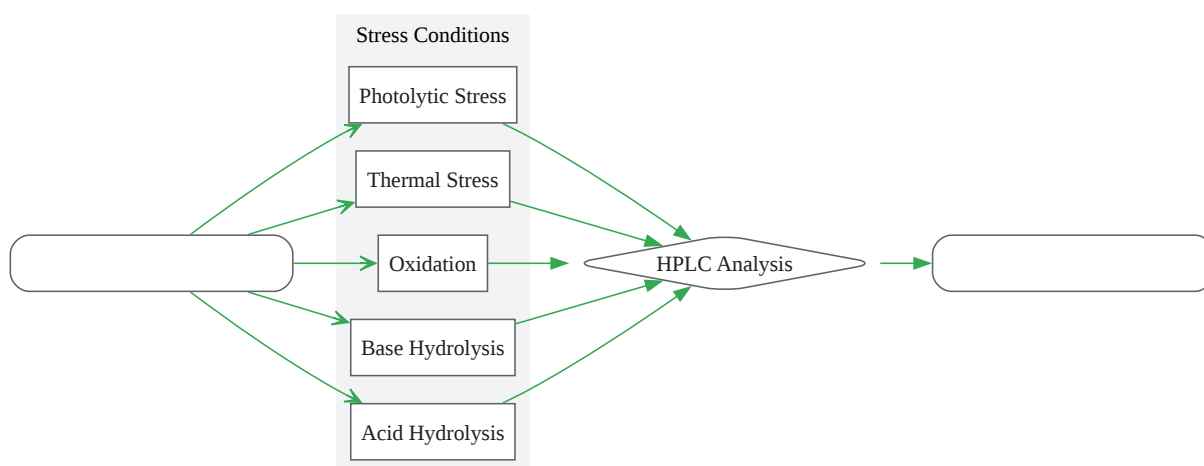 Stress Conditions
Photolytic Stress
Thermal Stress
Oxidation
HPLC Analysis
Base Hydrolysis
Acid Hydrolysis